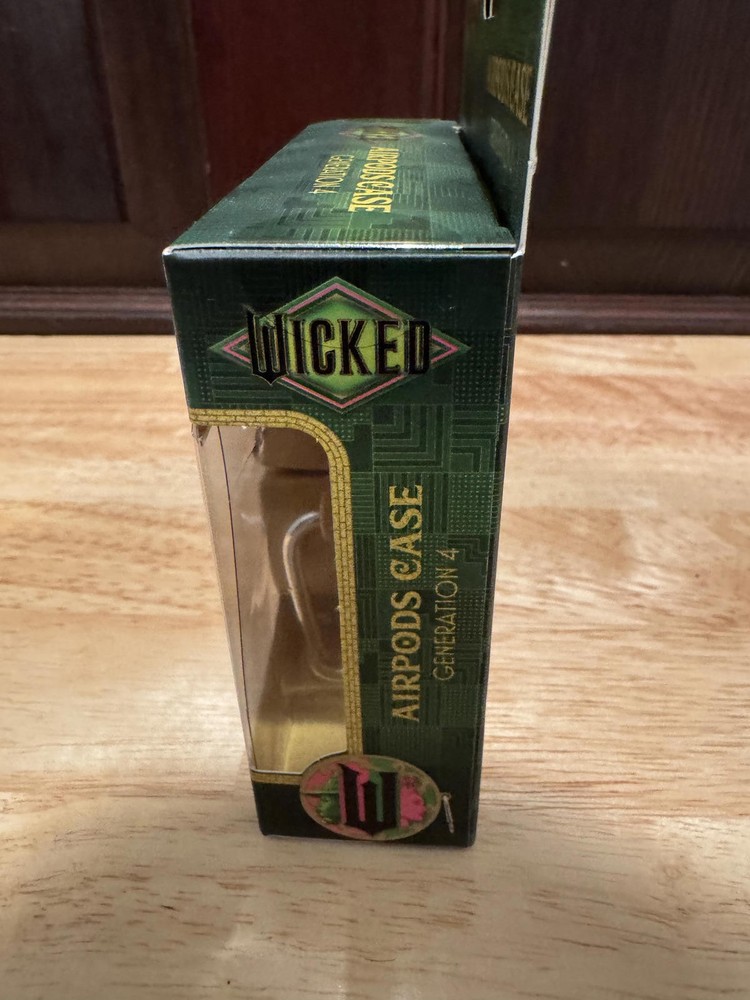 AIRPODS CASE
GENERATION 4
WICKED
AIRPODS CASE
GENERATION 4
W